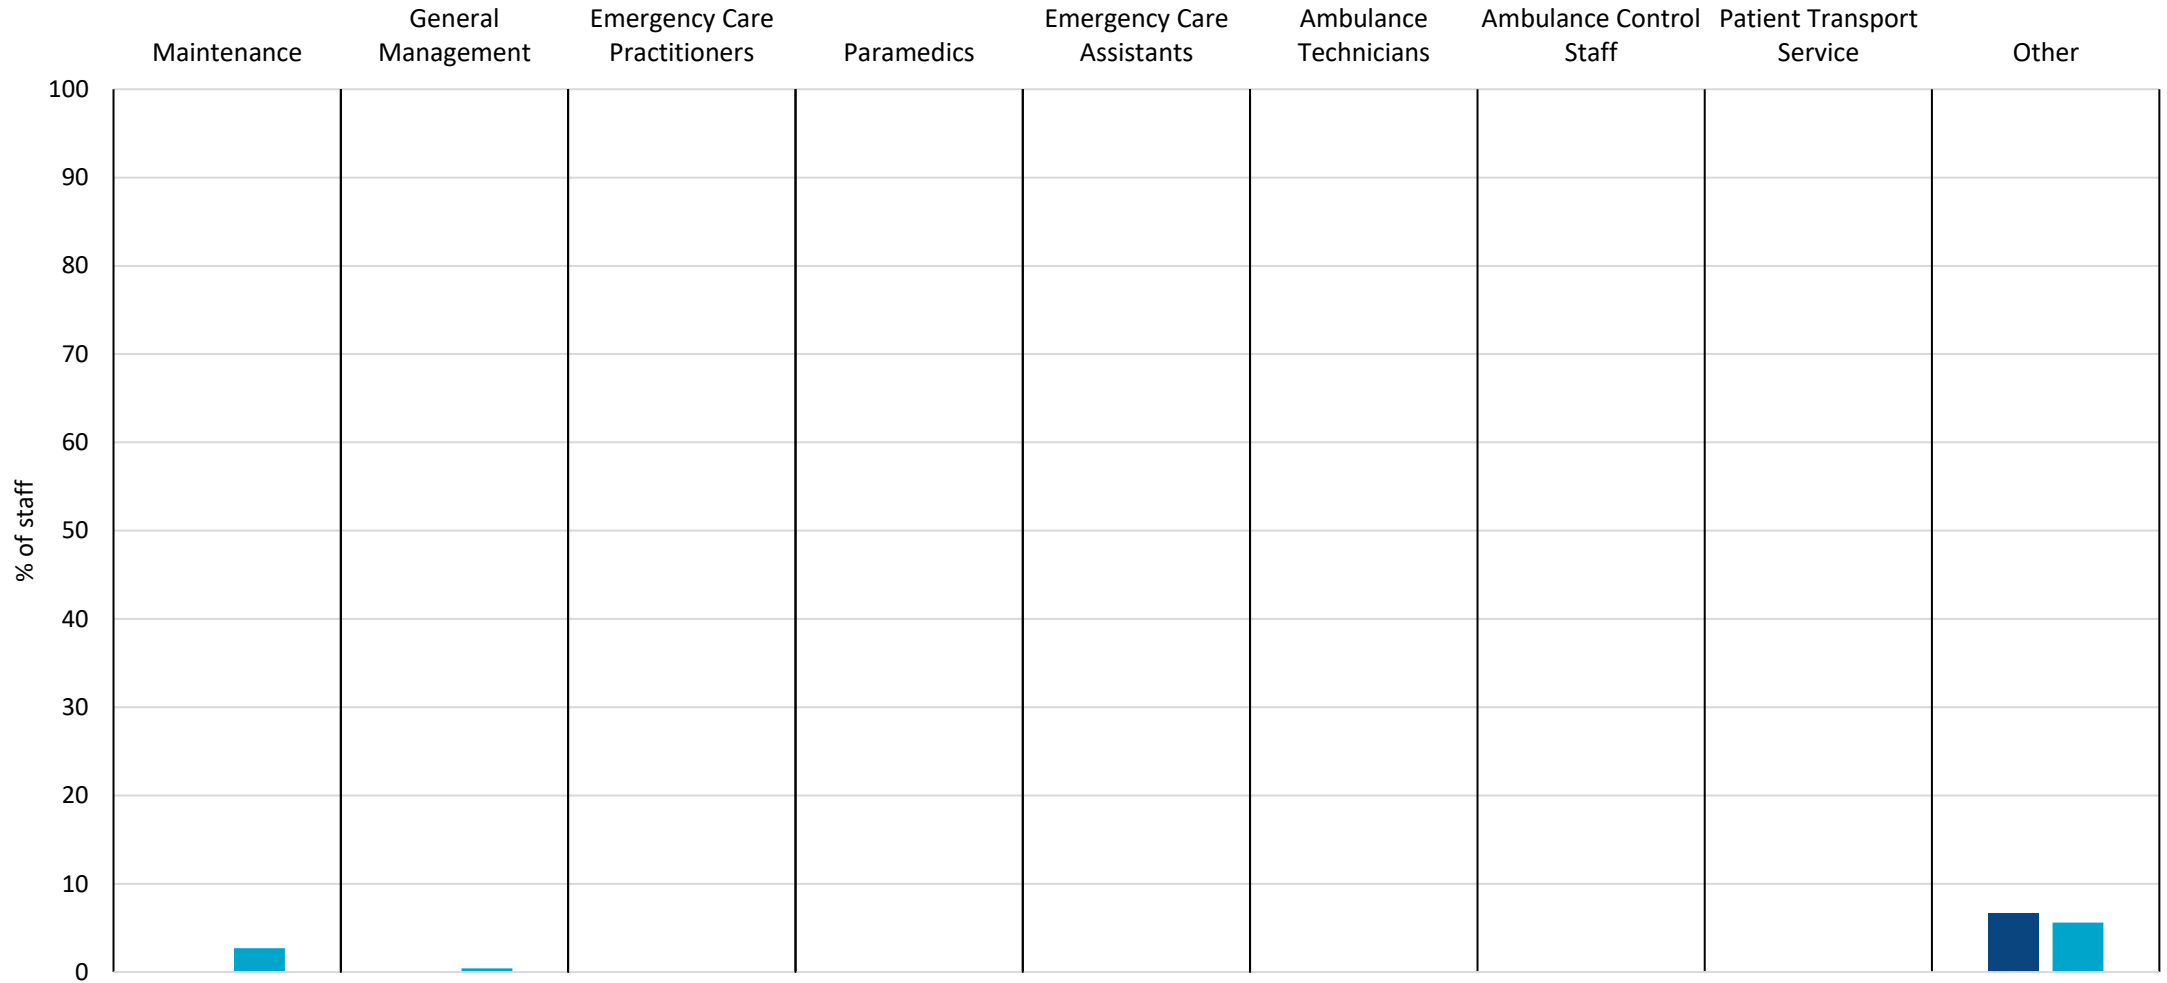 General
Emergency Care
Emergency Care
Ambulance
Ambulance Control
Patient Transport
Maintenance
Management
Practitioners
Paramedics
Assistants
Technicians
Staff
Service
Other
100
90
80
70
60
50
40
30
20
10
0
% of staff